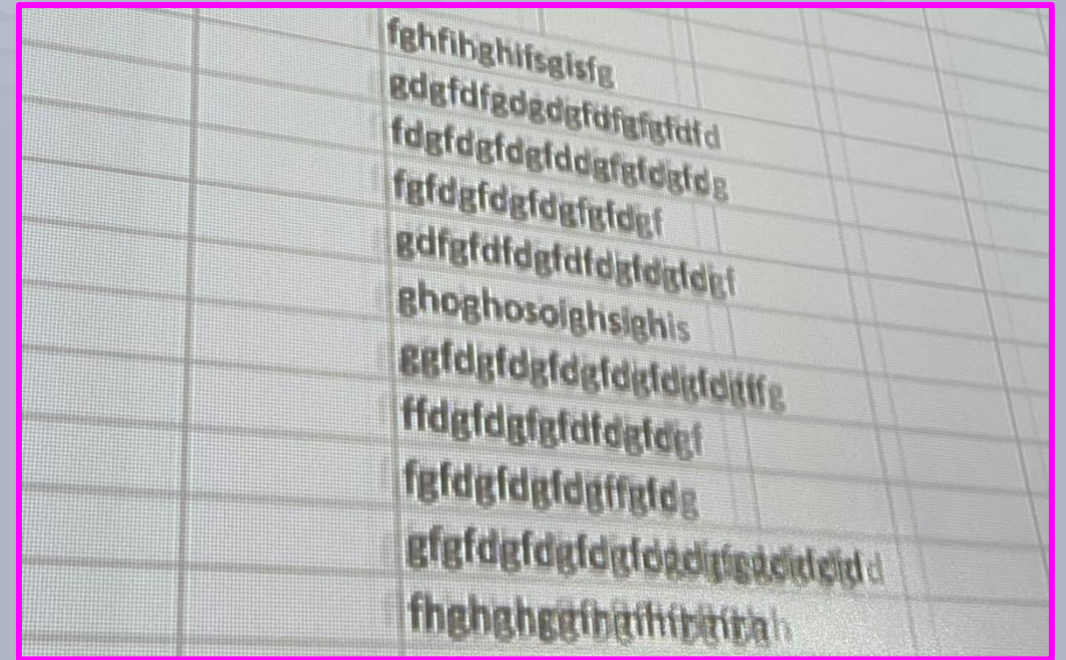 fghfihghifsgisfg
gdgfdfgdgdgfdfgfgfdfd
fdgfdgfdgfddgfgfdgfdg
fgfdgfdgfdgfgfdgf
gdfgfdfdgfdfdgfdgfdgf
ghoghosoighsighis
ggfdgfdgfdgfdgfdgfdgffg
ffdgfdgfgfdfdgfdgf
fgfdgfdgfdgffgfdg